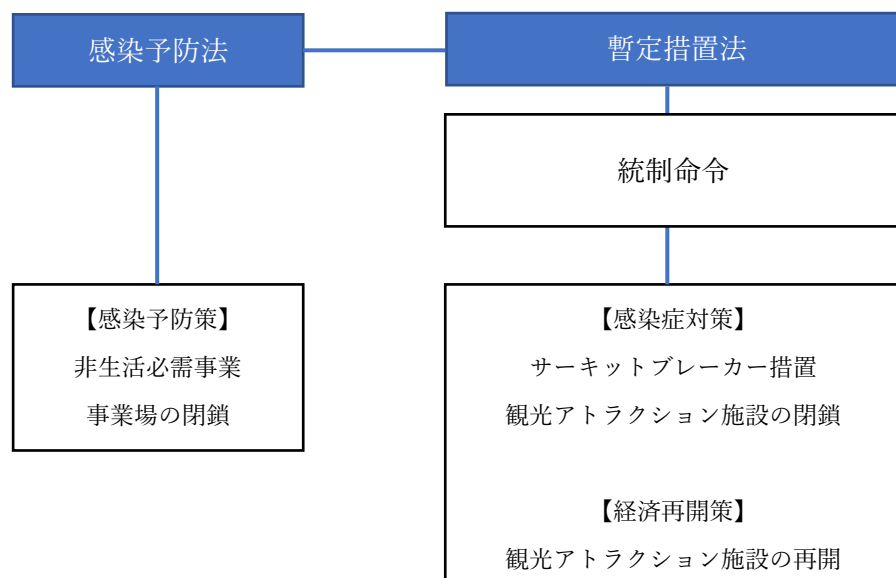 感染予防法
暫定措置法
統制命令
【感染予防策】
非生活必需事業
事業場の閉鎖
【感染症対策】
サーキットブレーカー措置
観光アトラクション施設の閉鎖
【経済再開策】
観光アトラクション施設の再開